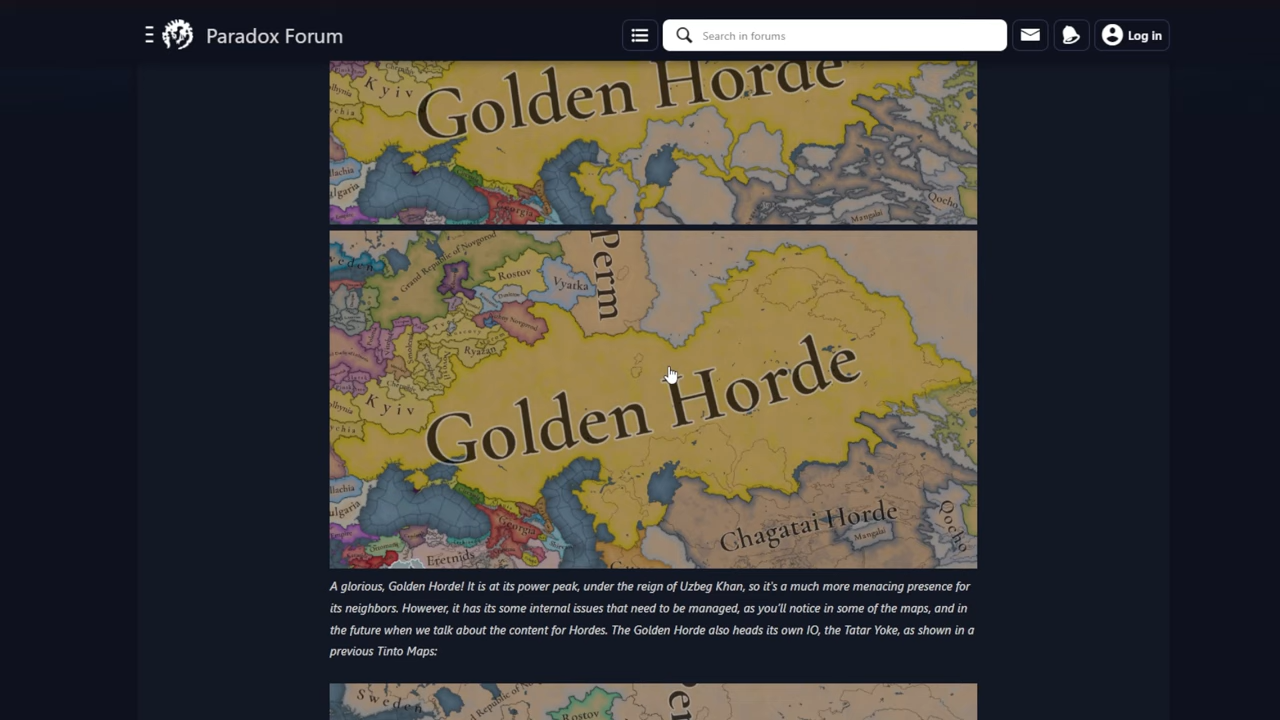 Paradox Forum
Search in forums
Log in
Kyiv
Golden Horde
Georgia
Qocho
Mangalai
Grand Republic of Novgorod
Perm
Rostov
Vyatka
Ryazan
Golden Horde
Kyiv
Chagatai Horde
Mangalai
Qocho
Georgia
Eretnids
A glorious, Golden Horde! It is at its power peak, under the reign of Uzbeg Khan, so it's a much more menacing presence for
its neighbors. However, it has its some internal issues that need to be managed, as you'll notice in some of the maps, and in
the future when we talk about the content for Hordes. The Golden Horde also heads its own IO, the Tatar Yoke, as shown in a
previous Tinto Maps:
Sweden
Rostov